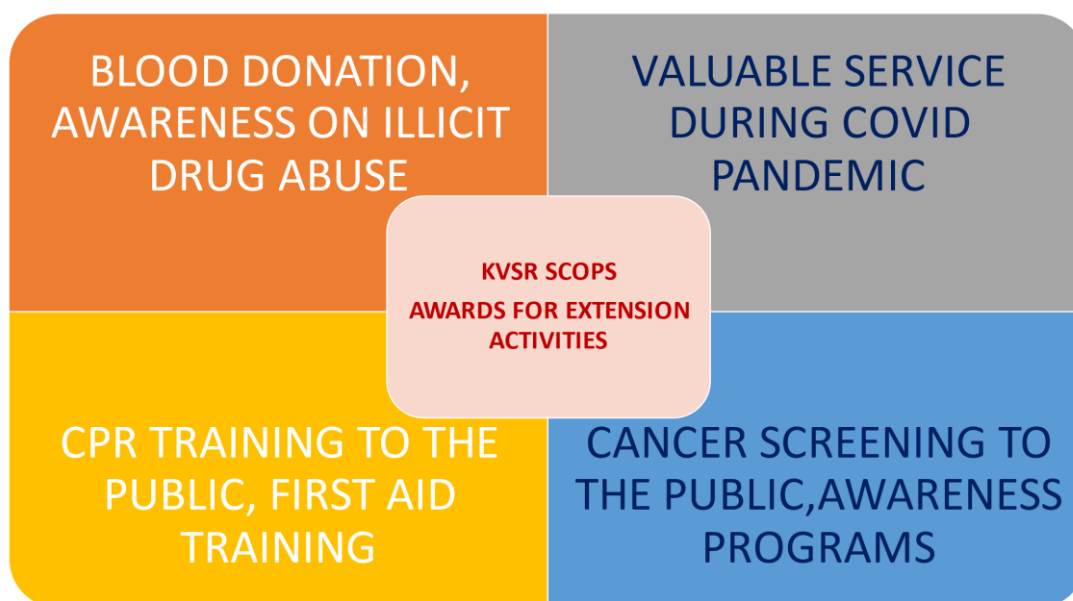 BLOOD DONATION,
AWARENESS ON ILLICIT
DRUG ABUSE
VALUABLE SERVICE
DURING COVID
PANDEMIC
KVSR SCOPS
AWARDS FOR EXTENSION
ACTIVITIES
CPR TRAINING TO THE
PUBLIC, FIRST AID
TRAINING
CANCER SCREENING TO
THE PUBLIC,AWARENESS
PROGRAMS